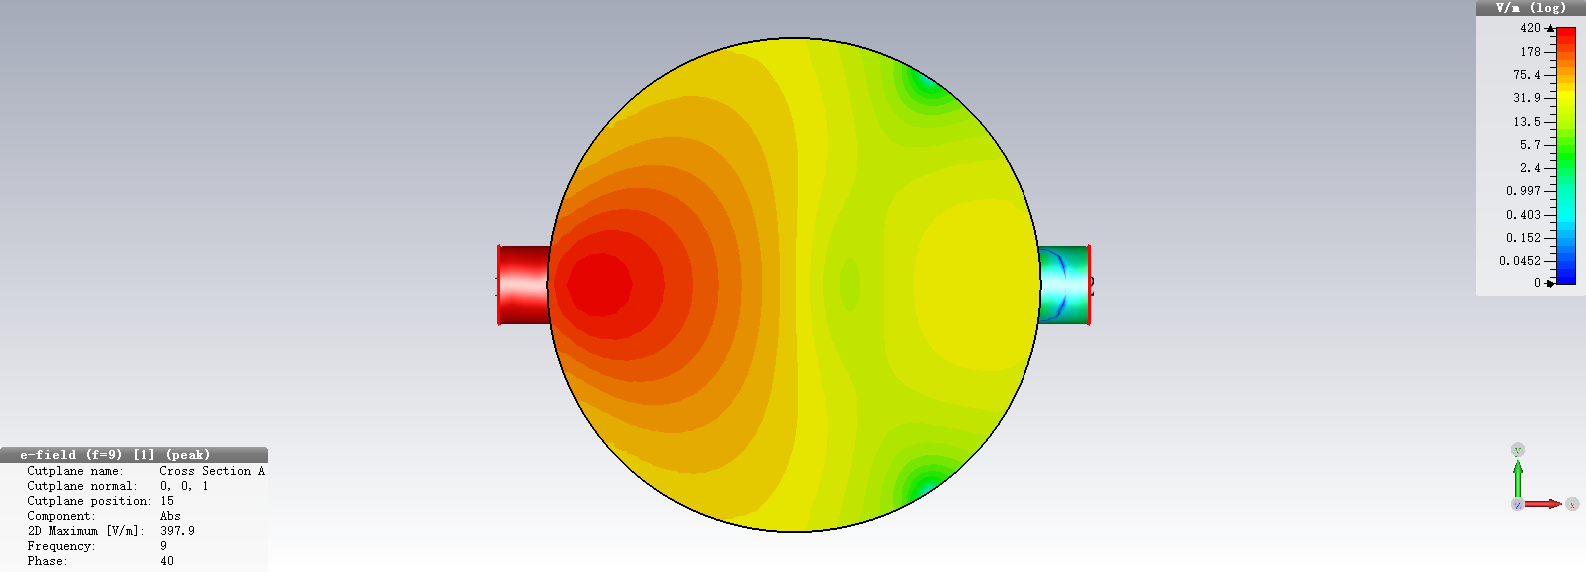 V/m (log)
420
178
75.4
31.9
13.5
5.7
2.4
0.997
0.403
0.152
0.0452
0
e-field (f=9) [1] (peak)
Cutplane name: Cross Section A
Cutplane normal: 0, 0, 1
Cutplane position: 15
Component: Abs
2D Maximum [V/m]: 397.9
Frequency: 9
Phase: 40
Y
Z
X